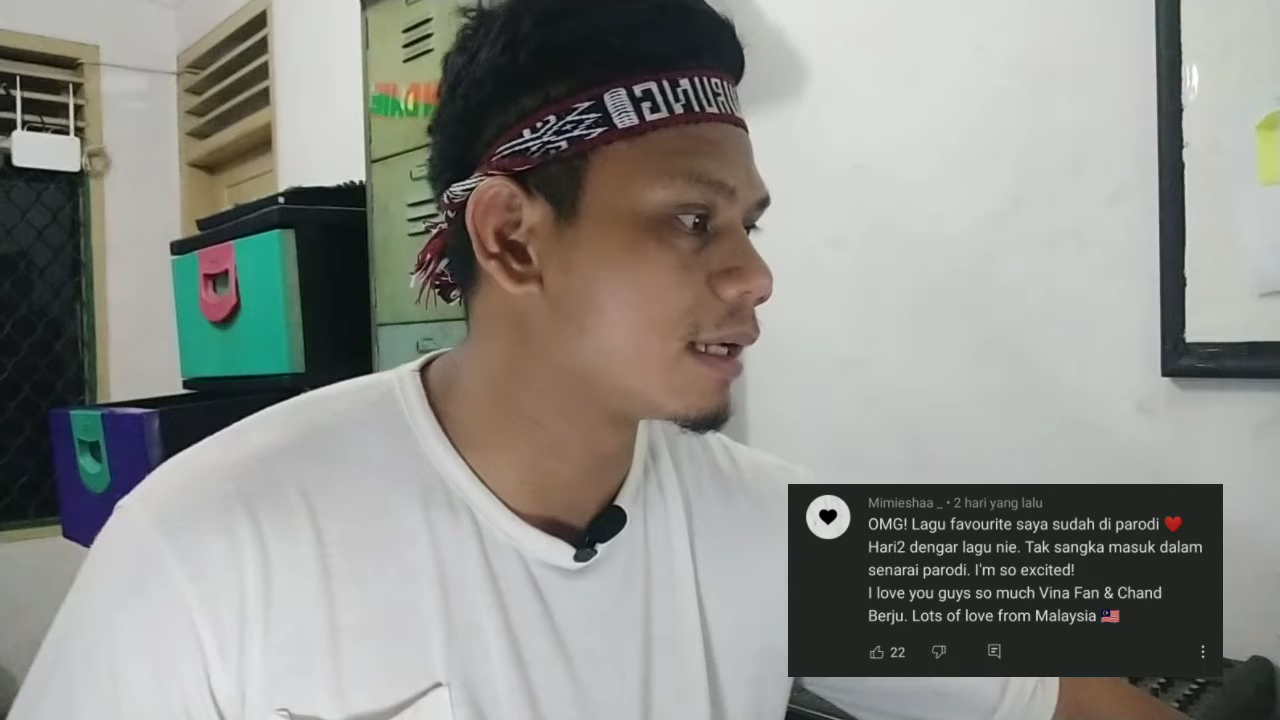 Mimieshaa _ • 2 hari yang lalu
OMG! Lagu favourite saya sudah di parodi ❤️
Hari2 dengar lagu nie. Tak sangka masuk dalam
senarai parodi. I'm so excited!
I love you guys so much Vina Fan & Chand
Berju. Lots of love from Malaysia 🇲🇾
22